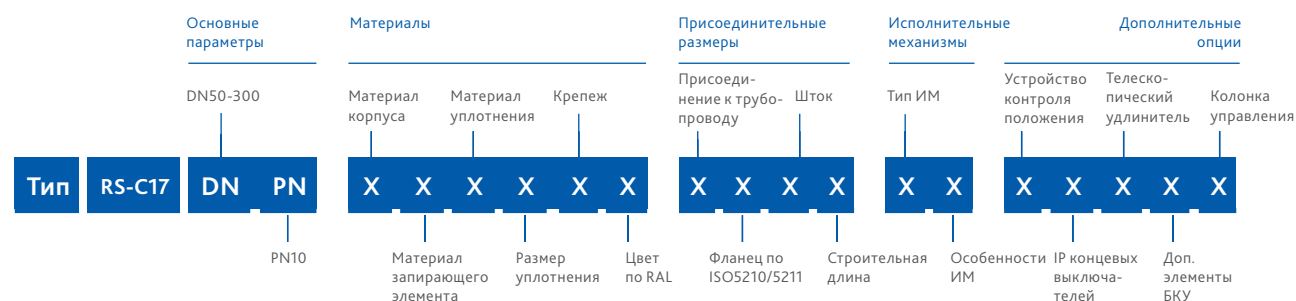 Основные
параметры
Материалы
Присоединительные
размеры
Исполнительные
механизмы
Дополнительные
опции
DN50-300
Материал
корпуса
Материал
уплотнения
Крепеж
Присоеди-
нение к трубо-
проводу
Шток
Тип ИМ
Устройство
контроля
положения
Телеско-
пический
удлинитель
Колонка
управления
Тип RS-C17 DN PN X X X X X X X X X X X X X X X X X
PN10
Материал
запирающего
элемента
Размер
уплотнения
Цвет
по RAL
Фланец по
ISO5210/5211
Строительная
длина
Особенности
ИМ
IP концевых
выключа-
телей
Доп.
элементы
БКУ